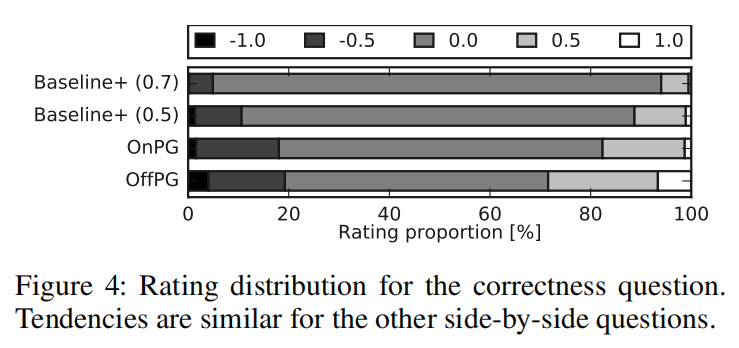 -1.0 -0.5 0.0 0.5 1.0
Baseline+ (0.7)
Baseline+ (0.5)
OnPG
OffPG
0 20 40 60 80 100
Rating proportion [%]
Figure 4: Rating distribution for the correctness question.
Tendencies are similar for the other side-by-side questions.